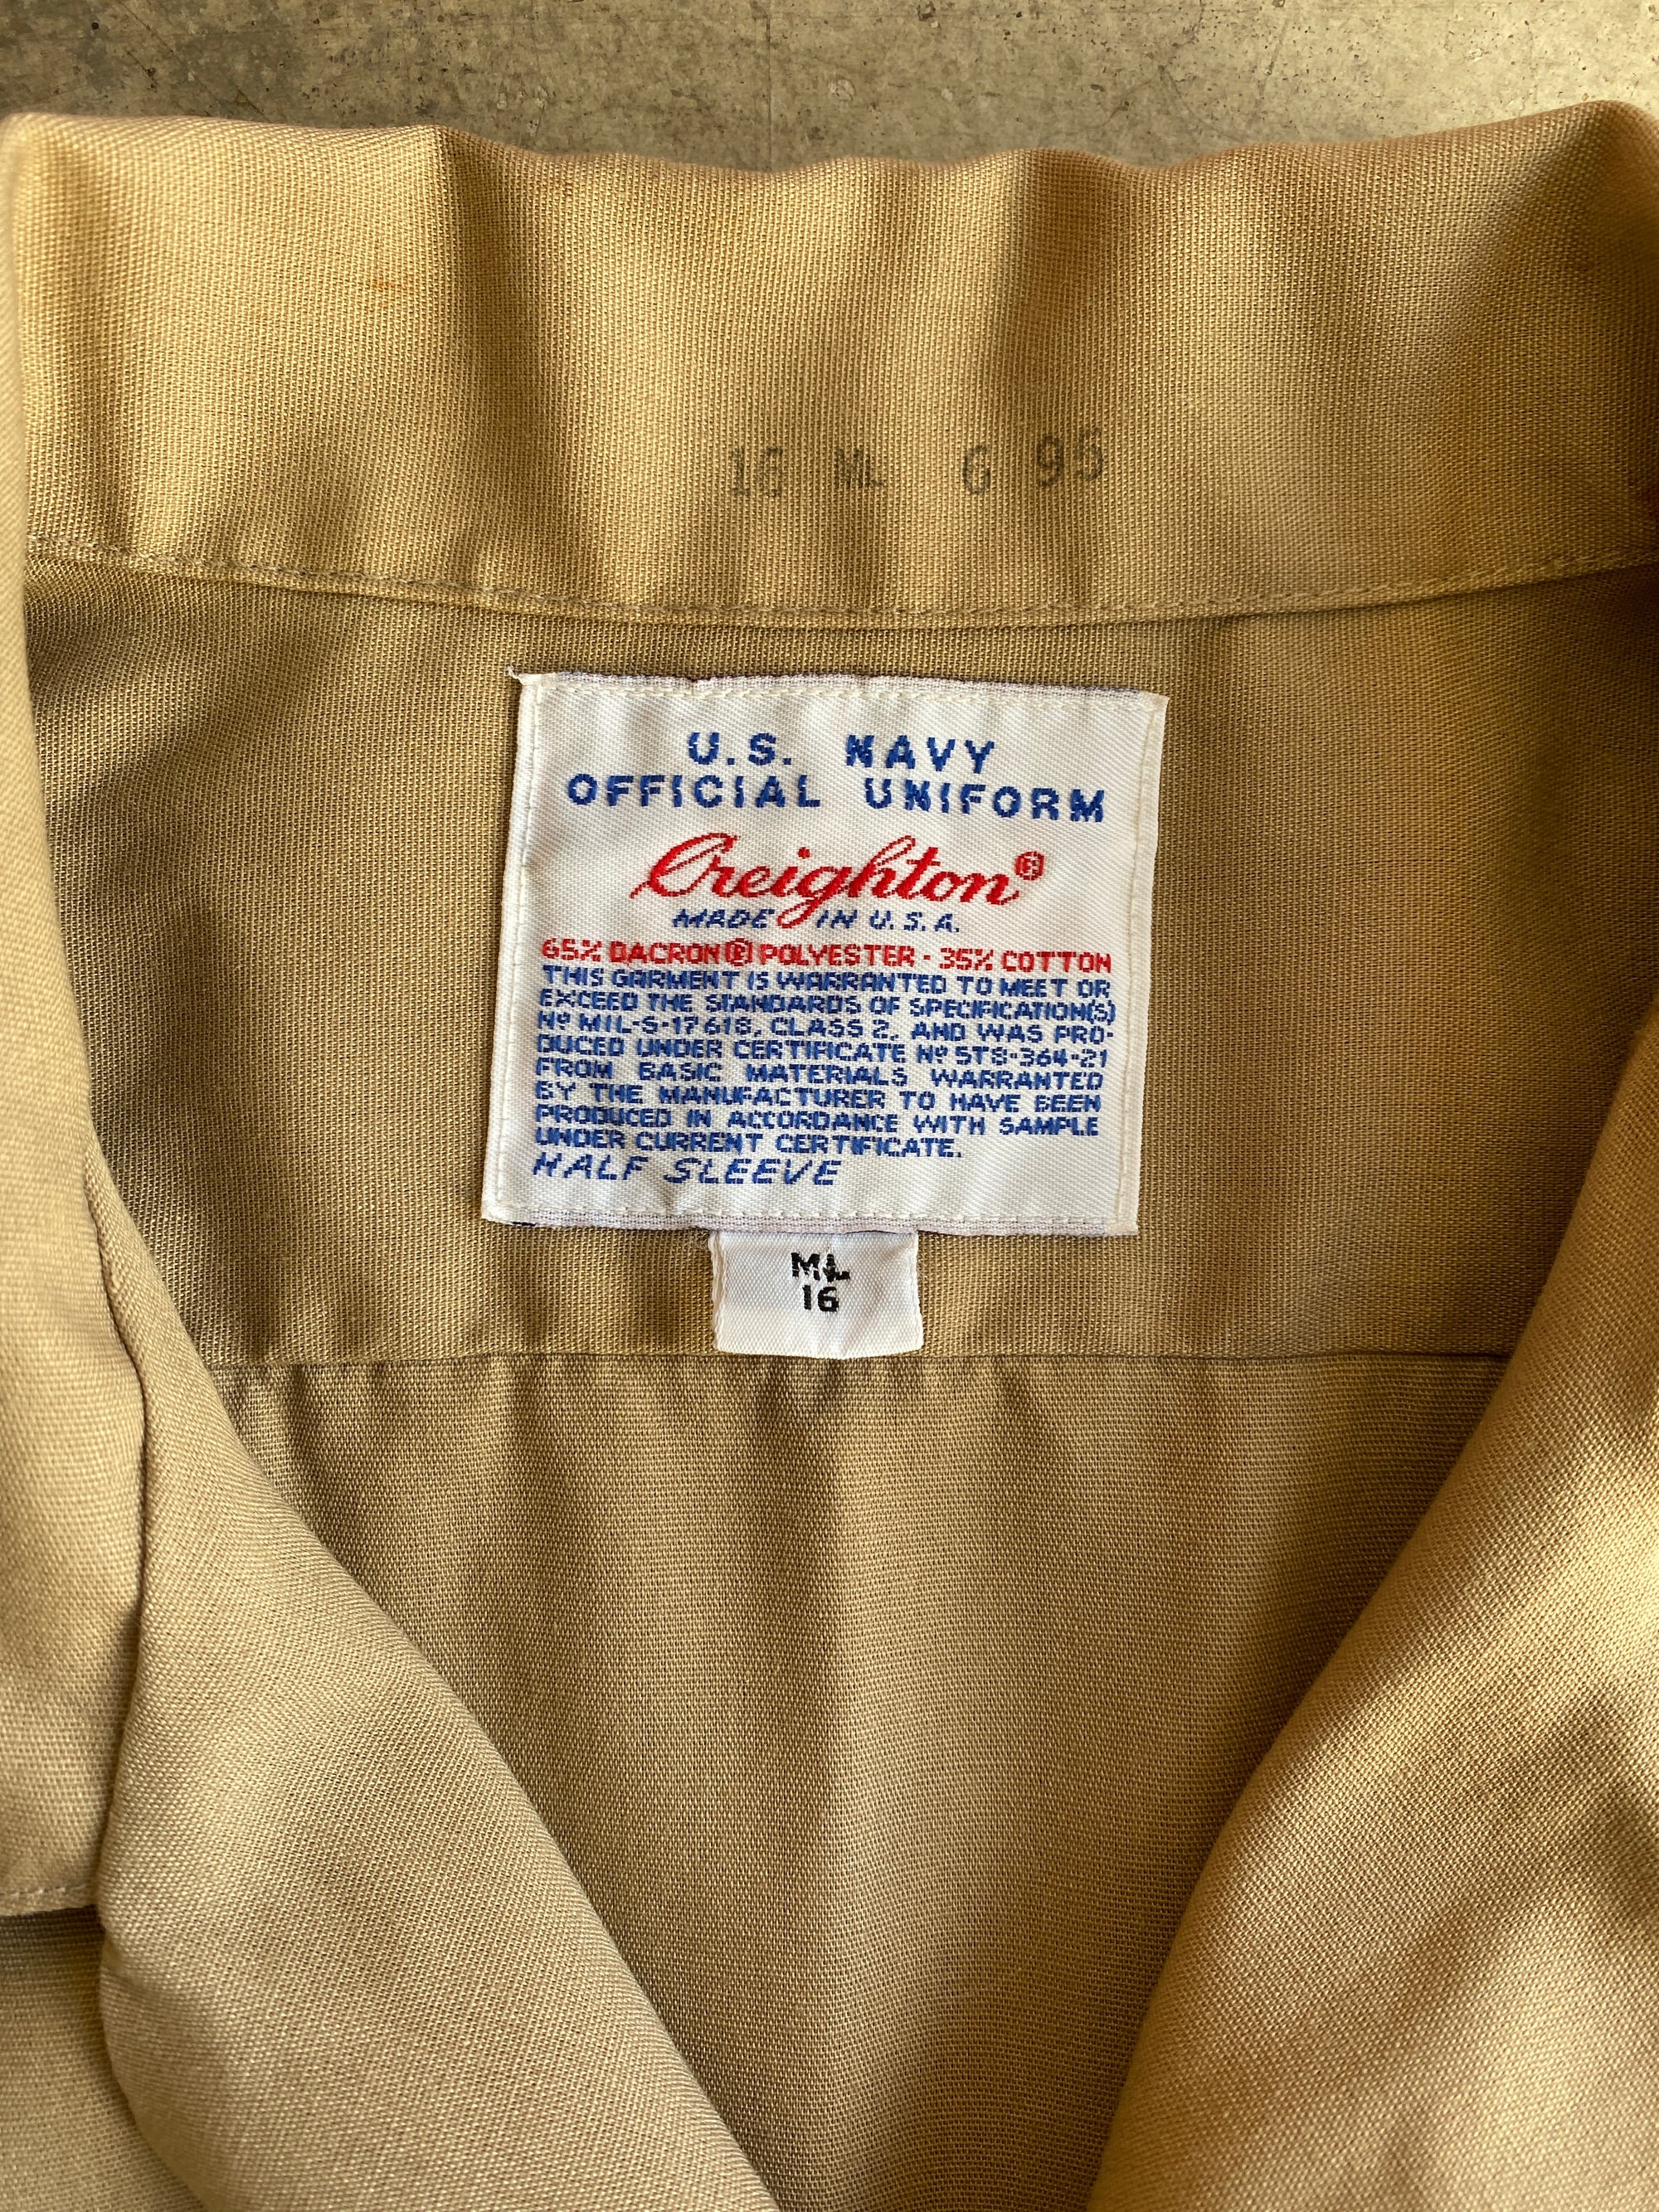 16 ML G 95
U.S. NAVY
OFFICIAL UNIFORM
Creighton®
MADE IN U.S.A.
65% DACRON® POLYESTER - 35% COTTON
THIS GARMENT IS WARRANTED TO MEET OR
EXCEED THE STANDARDS OF SPECIFICATION(S)
Nº MIL-S-17618, CLASS 2, AND WAS PRO-
DUCED UNDER CERTIFICATE Nº ST8-364-21
FROM BASIC MATERIALS WARRANTED
BY THE MANUFACTURER TO HAVE BEEN
PRODUCED IN ACCORDANCE WITH SAMPLE
UNDER CURRENT CERTIFICATE.
HALF SLEEVE
ML
16